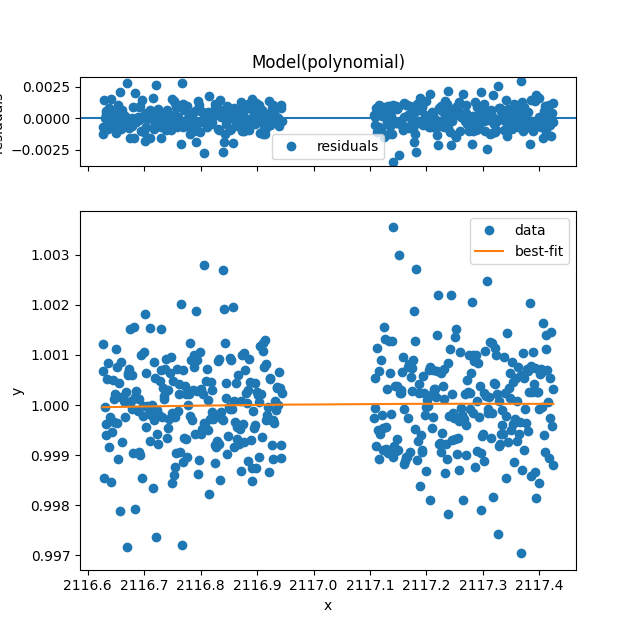 Model(polynomial)
0.0025
0.0000
−0.0025
residuals
residuals
1.003
1.002
1.001
1.000
0.999
0.998
0.997
y
data
best-fit
2116.6 2116.7 2116.8 2116.9 2117.0 2117.1 2117.2 2117.3 2117.4
x